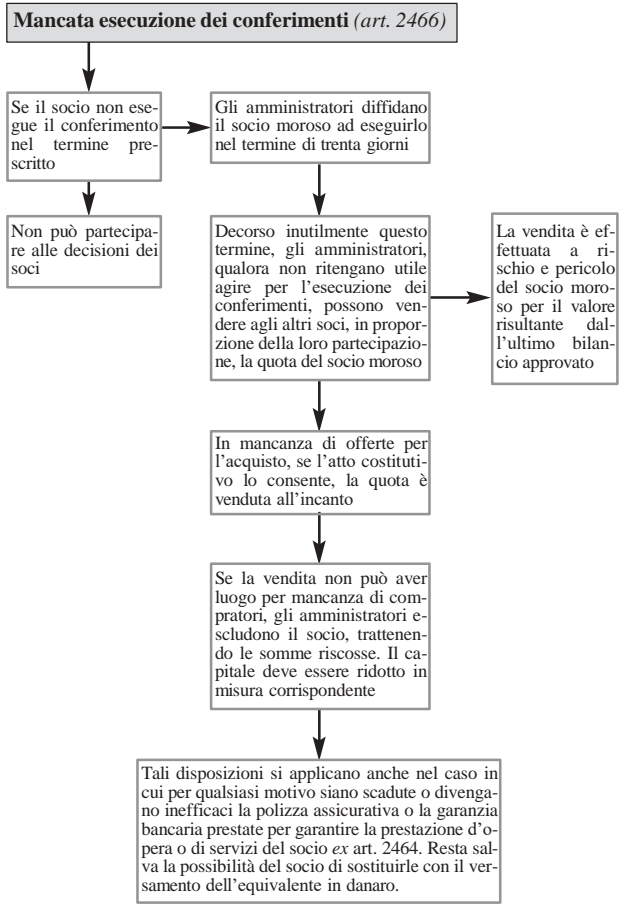 Mancata esecuzione dei conferimenti (art. 2466)
Se il socio non ese-
gue il conferimento
nel termine pre-
scritto
Gli amministratori diffidano
il socio moroso ad eseguirlo
nel termine di trenta giorni
Non può partecipa-
re alle decisioni dei
soci
Decorso inutilmente questo
termine, gli amministratori,
qualora non ritengano utile
agire per l'esecuzione dei
conferimenti, possono ven-
dere agli altri soci, in propor-
zione della loro partecipazio-
ne, la quota del socio moroso
La vendita è ef-
fettuata a ri-
schio e pericolo
del socio moro-
so per il valore
risultante dal-
l'ultimo bilan-
cio approvato
In mancanza di offerte per
l'acquisto, se l'atto costituti-
vo lo consente, la quota è
venduta all'incanto
Se la vendita non può aver
luogo per mancanza di com-
pratori, gli amministratori e-
scludono il socio, trattenen-
do le somme riscosse. Il ca-
pitale deve essere ridotto in
misura corrispondente
Tali disposizioni si applicano anche nel caso in
cui per qualsiasi motivo siano scadute o divenga-
no inefficaci la polizza assicurativa o la garanzia
bancaria prestate per garantire la prestazione d'o-
pera o di servizi del socio ex art. 2464. Resta sal-
va la possibilità del socio di sostituirle con il ver-
samento dell'equivalente in danaro.